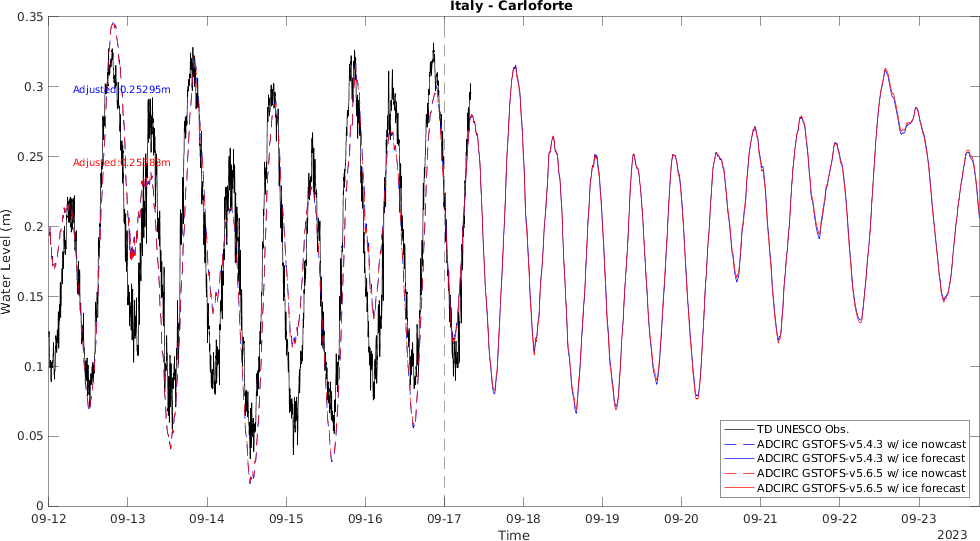 Italy - Carloforte
0.35
0.3
0.25
0.2
0.15
0.1
0.05
0
Water Level (m)
Adjusted:0.25295m
09-12
09-13
09-14
09-15
09-16
09-17
09-18
09-19
09-20
09-21
09-22
09-23
Time
2023
TD UNESCO Obs.
ADCIRC GSTOFS-v5.4.3 w/ ice nowcast
ADCIRC GSTOFS-v5.4.3 w/ ice forecast
ADCIRC GSTOFS-v5.6.5 w/ ice nowcast
ADCIRC GSTOFS-v5.6.5 w/ ice forecast